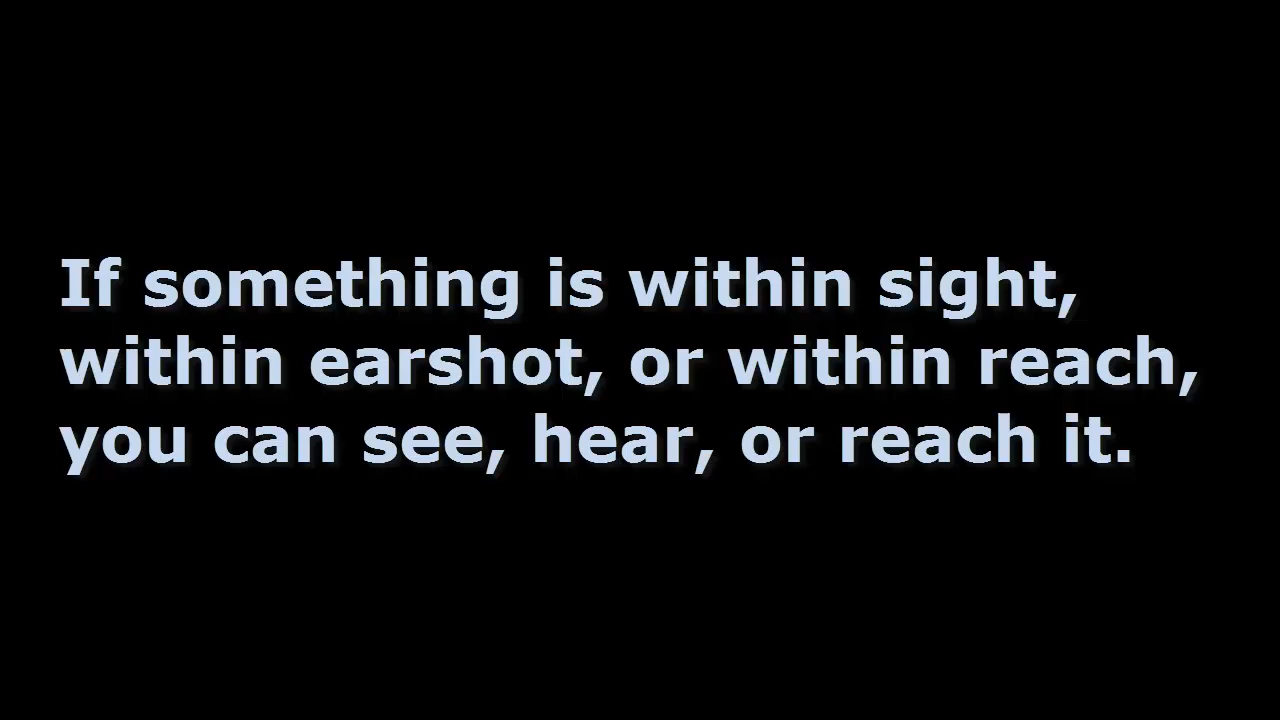 If something is within sight,
within earshot, or within reach,
you can see, hear, or reach it.